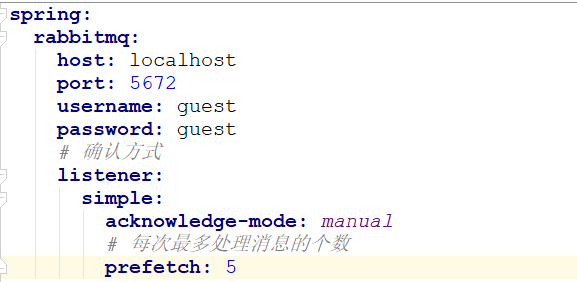 spring:
  rabbitmq:
    host: localhost
    port: 5672
    username: guest
    password: guest
    # 确认方式
    listener:
      simple:
        acknowledge-mode: manual
        # 每次最多处理消息的个数
        prefetch: 5